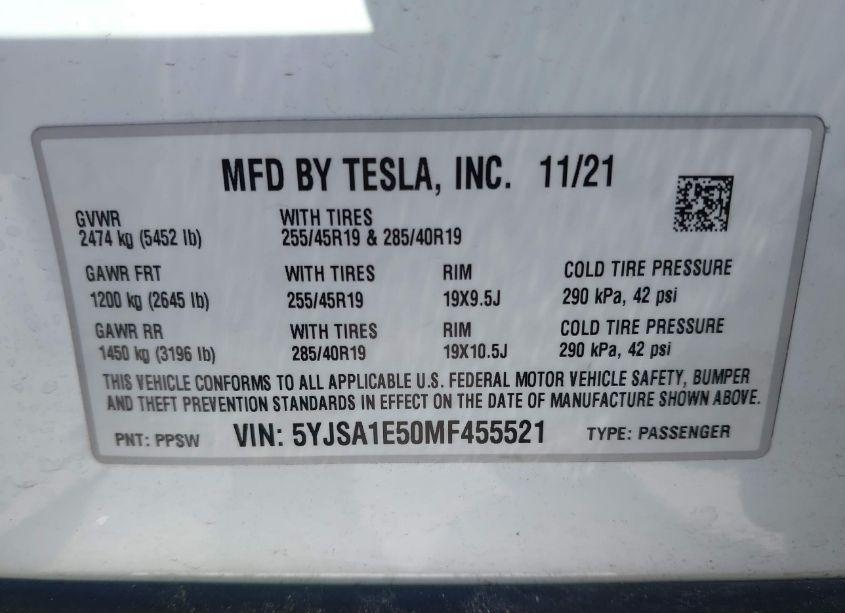 MFD BY TESLA, INC. 11/21
GVWR WITH TIRES
2474 kg (5452 lb) 255/45R19 & 285/40R19
GAWR FRT WITH TIRES RIM COLD TIRE PRESSURE
1200 kg (2645 lb) 255/45R19 19X9.5J 290 kPa, 42 psi
GAWR RR WITH TIRES RIM COLD TIRE PRESSURE
1450 kg (3196 lb) 285/40R19 19X10.5J 290 kPa, 42 psi
THIS VEHICLE CONFORMS TO ALL APPLICABLE U.S. FEDERAL MOTOR VEHICLE SAFETY, BUMPER
AND THEFT PREVENTION STANDARDS IN EFFECT ON THE DATE OF MANUFACTURE SHOWN ABOVE.
PNT: PPSW VIN: 5YJSA1E50MF455521 TYPE: PASSENGER